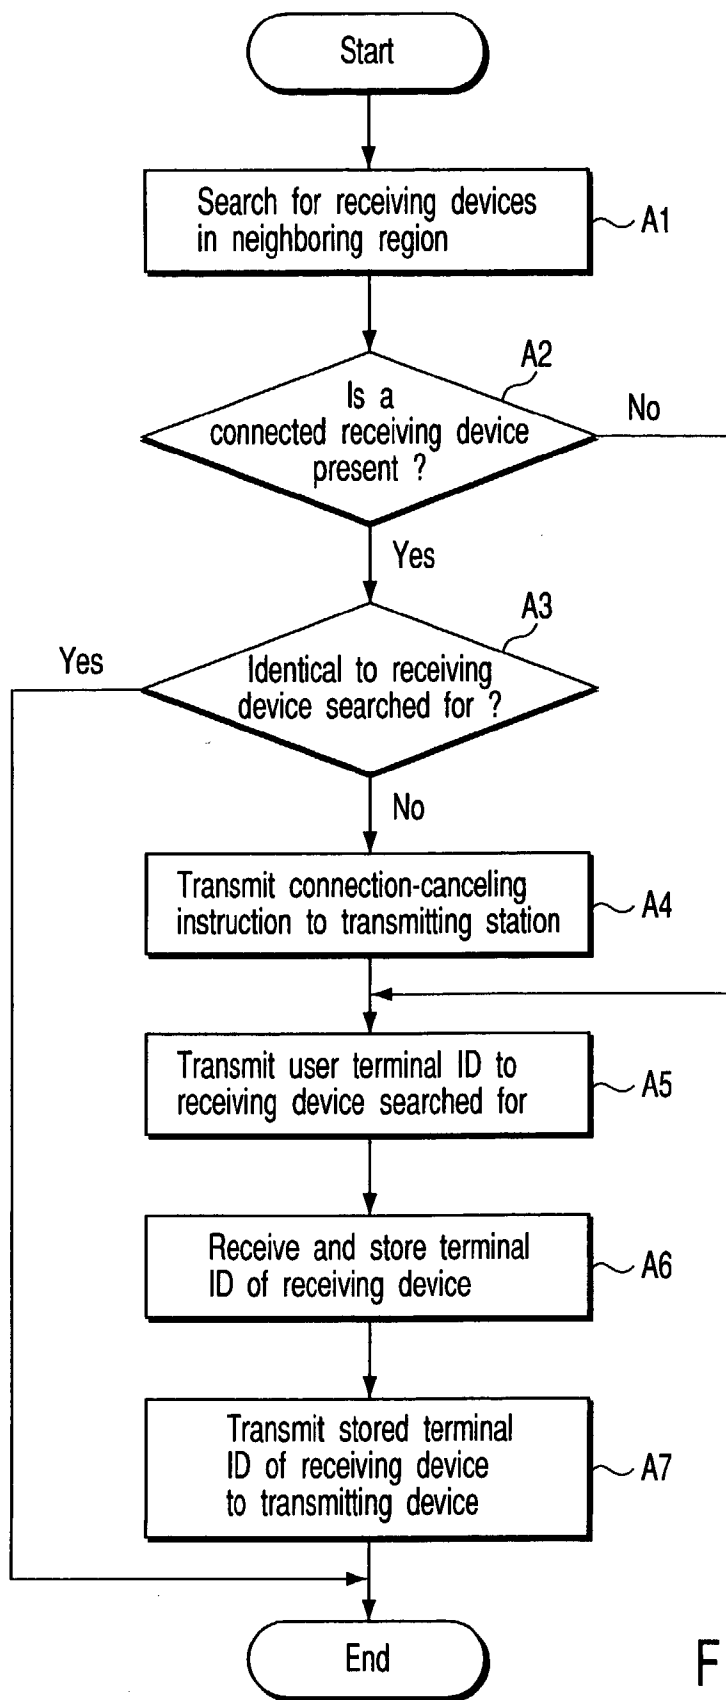 Start
Search for receiving devices
in neighboring region
A1
A2
Is a
connected receiving device
present ?
No
Yes
A3
Yes
Identical to receiving
device searched for ?
No
Transmit connection-canceling
instruction to transmitting station
A4
Transmit user terminal ID to
receiving device searched for
A5
Receive and store terminal
ID of receiving device
A6
Transmit stored terminal
ID of receiving device
to transmitting device
A7
End
F